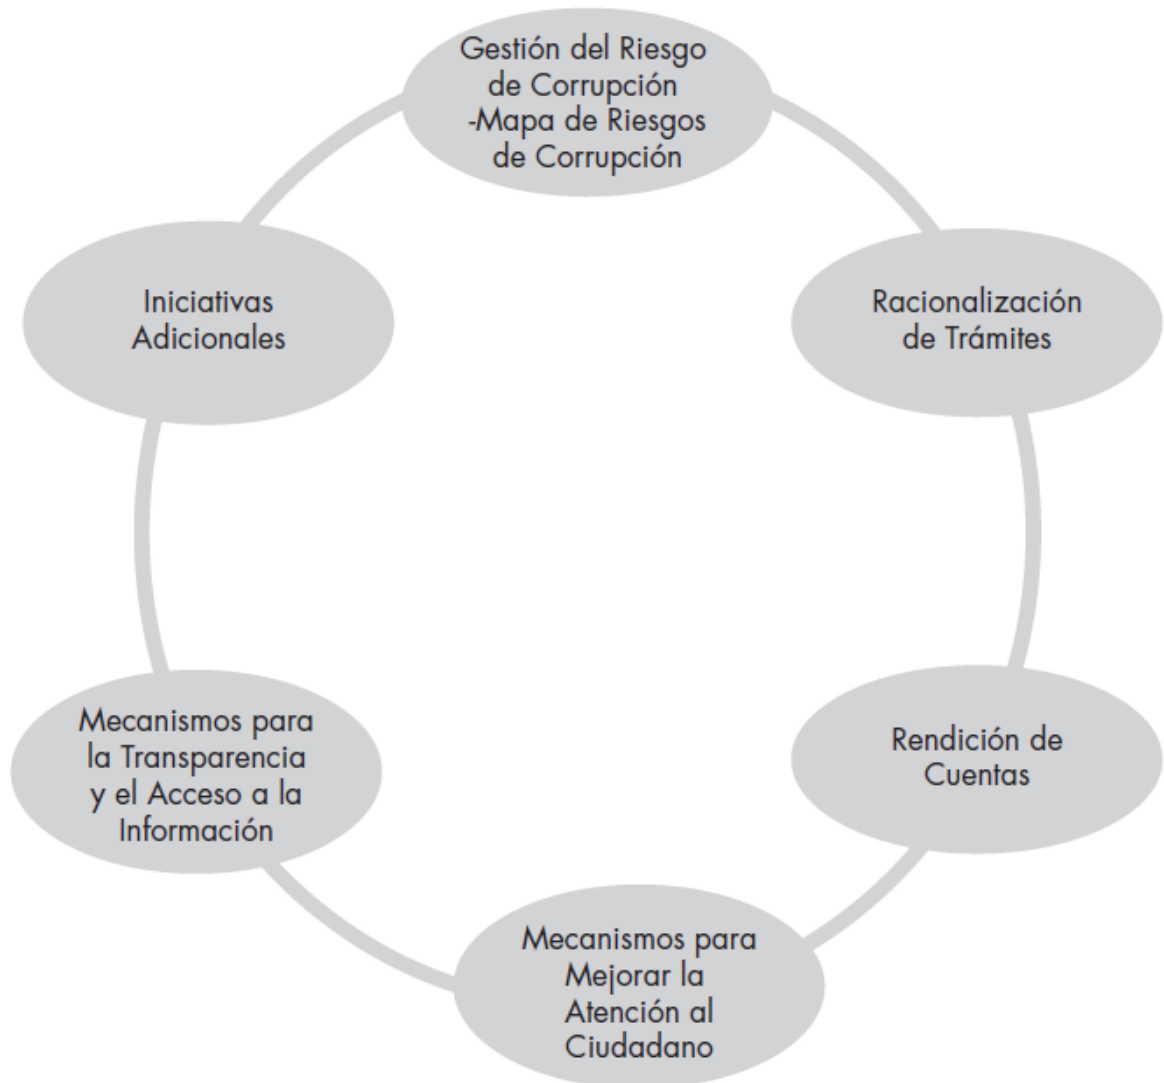 Gestión del Riesgo
de Corrupción
-Mapa de Riesgos
de Corrupción
Racionalización
de Trámites
Rendición de
Cuentas
Mecanismos para
Mejorar la
Atención al
Ciudadano
Mecanismos para
la Transparencia
y el Acceso a la
Información
Iniciativas
Adicionales